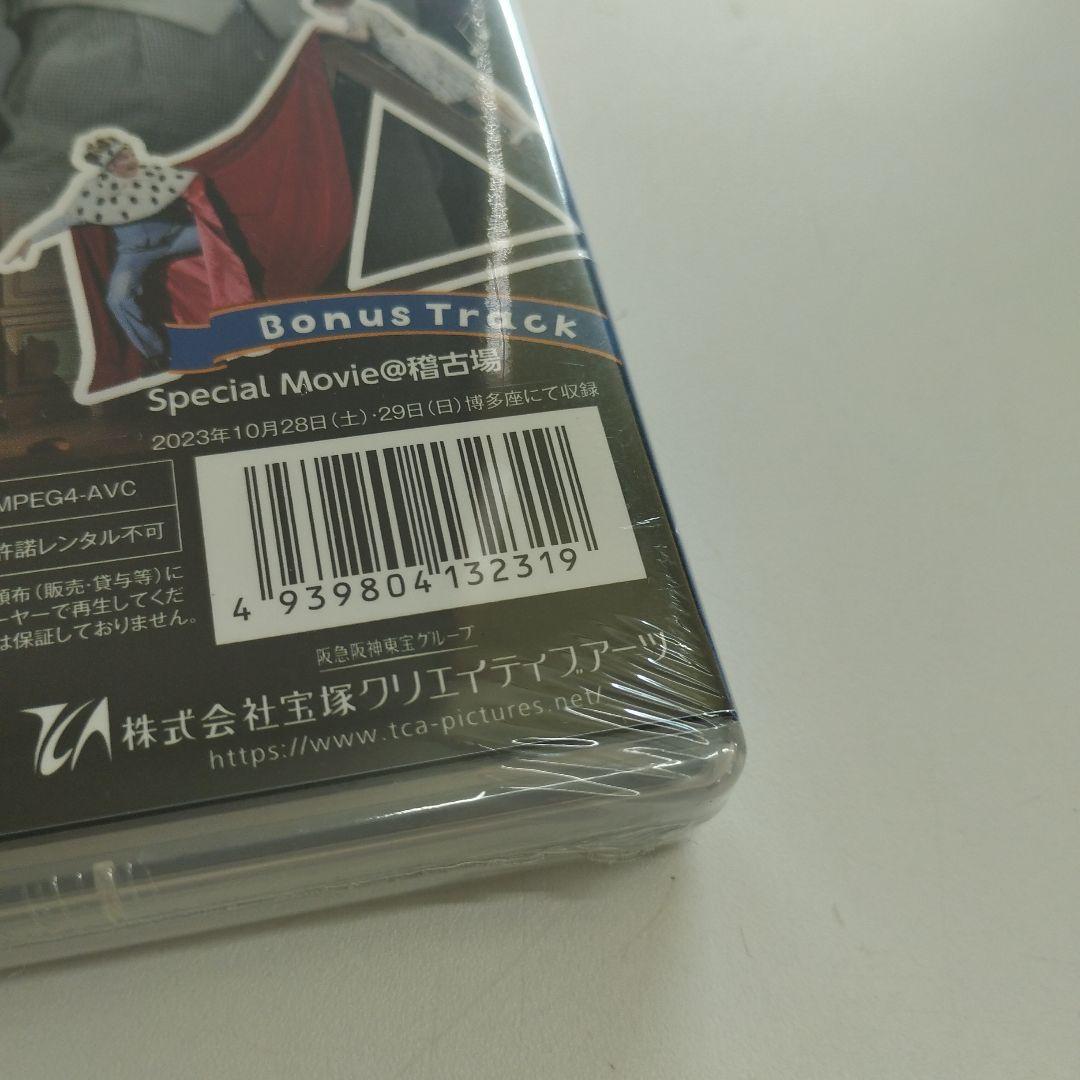 Bonus Track
Special Movie@稽古場
2023年10月28日(土)・29日(日)博多座にて収録
MPEG4-AVC
許諾レンタル不可
頒布(販売・貸与等)に
ーヤーで再生してくだ
は保証しておりません。
4 939804 132319
阪急阪神東宝グループ
TCA 株式会社宝塚クリエイティブアーツ
https://www.tca-pictures.net/